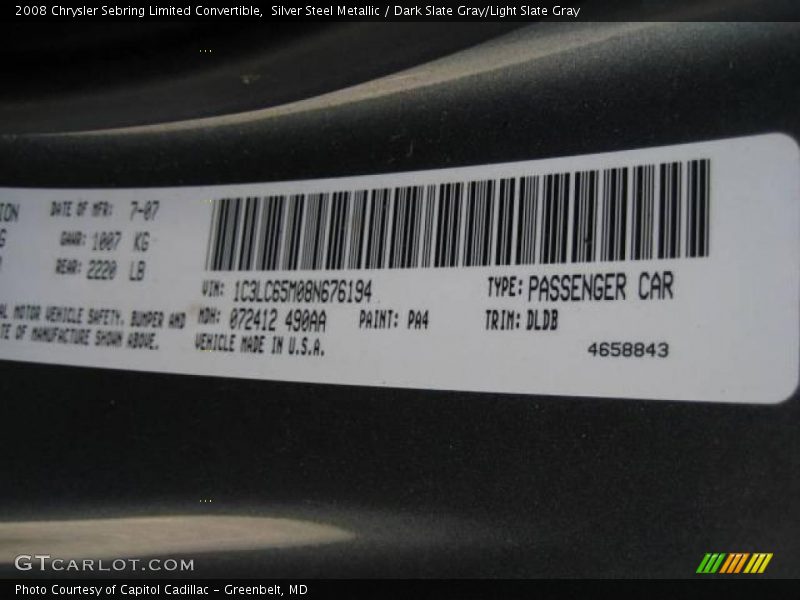 2008 Chrysler Sebring Limited Convertible,  Silver Steel Metallic / Dark Slate Gray/Light Slate Gray
DATE OF MFR: 7-07
GAWR: 1007 KG
REAR: 2220 LB
VIN: 1C3LC65M08N676194 TYPE: PASSENGER CAR
AL MOTOR VEHICLE SAFETY, BUMPER AND
MDH: 072412 490AA PAINT: PA4 TRIM: DLDB
TE OF MANUFACTURE SHOWN ABOVE.
VEHICLE MADE IN U.S.A.
4658843
GTCARLOT.COM
Photo Courtesy of Capitol Cadillac - Greenbelt, MD